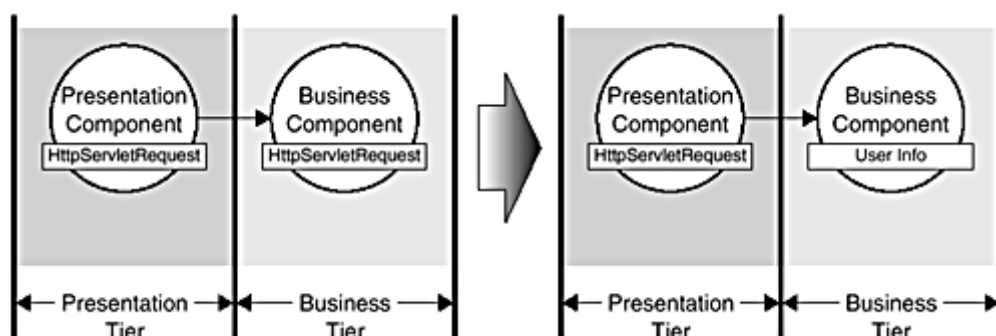 Presentation
Component
HttpServletRequest
Business
Component
HttpServletRequest
Presentation
Component
HttpServletRequest
Business
Component
User Info
Presentation
Tier
Business
Tier
Presentation
Tier
Business
Tier